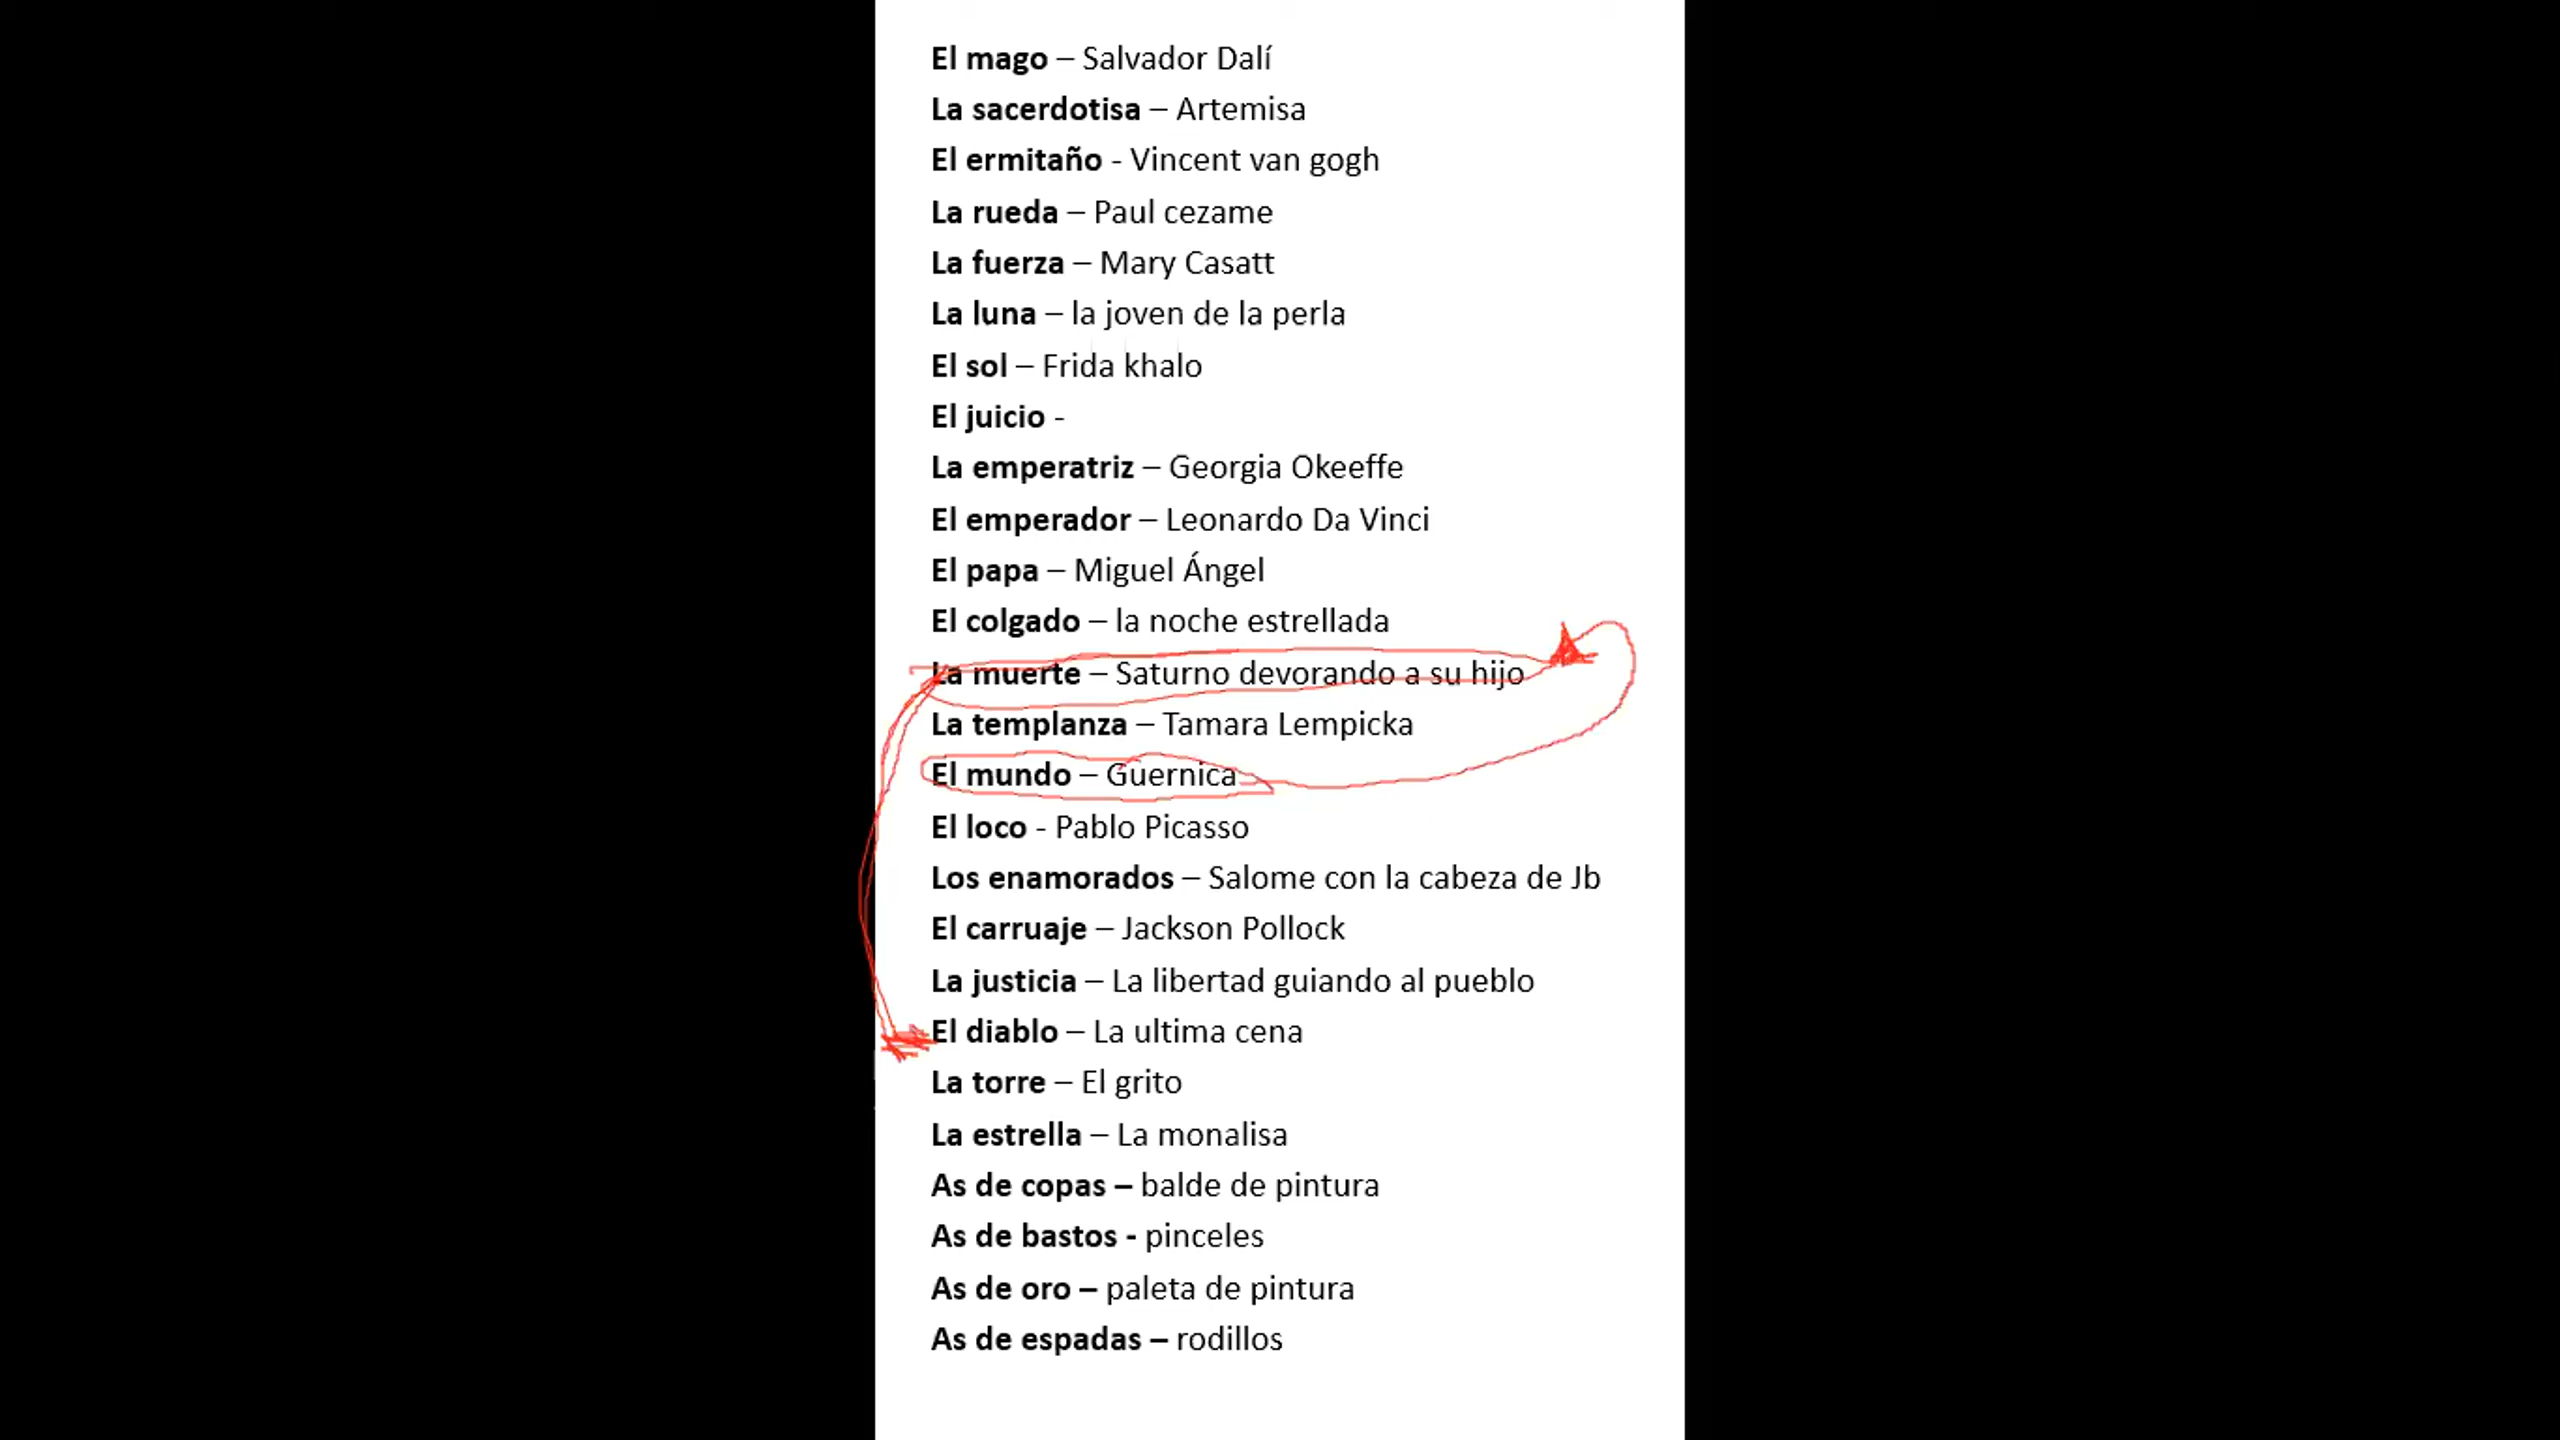 El mago – Salvador Dalí
La sacerdotisa – Artemisa
El ermitaño - Vincent van gogh
La rueda – Paul cezame
La fuerza – Mary Casatt
La luna – la joven de la perla
El sol – Frida khalo
El juicio -
La emperatriz – Georgia Okeeffe
El emperador – Leonardo Da Vinci
El papa – Miguel Ángel
El colgado – la noche estrellada
La muerte – Saturno devorando a su hijo
La templanza – Tamara Lempicka
El mundo – Guernica
El loco - Pablo Picasso
Los enamorados – Salome con la cabeza de Jb
El carruaje – Jackson Pollock
La justicia – La libertad guiando al pueblo
El diablo – La ultima cena
La torre – El grito
La estrella – La monalisa
As de copas – balde de pintura
As de bastos - pinceles
As de oro – paleta de pintura
As de espadas – rodillos